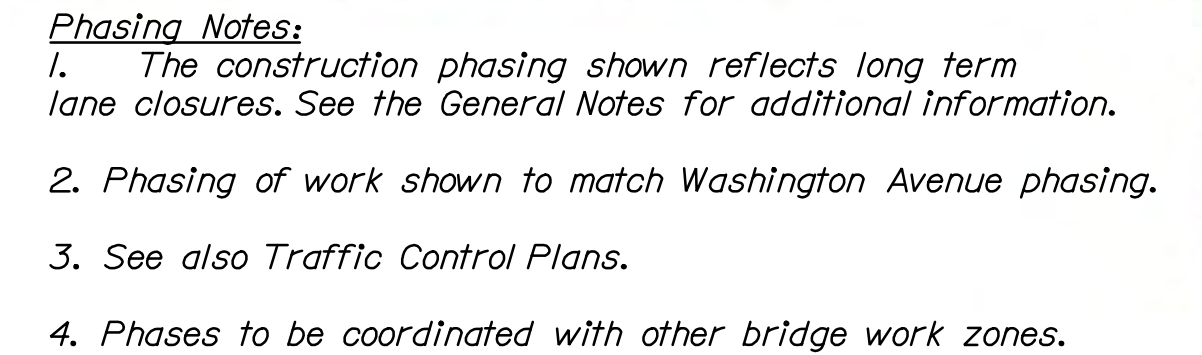 Phasing Notes:
1. The construction phasing shown reflects long term
lane closures. See the General Notes for additional information.
2. Phasing of work shown to match Washington Avenue phasing.
3. See also Traffic Control Plans.
4. Phases to be coordinated with other bridge work zones.